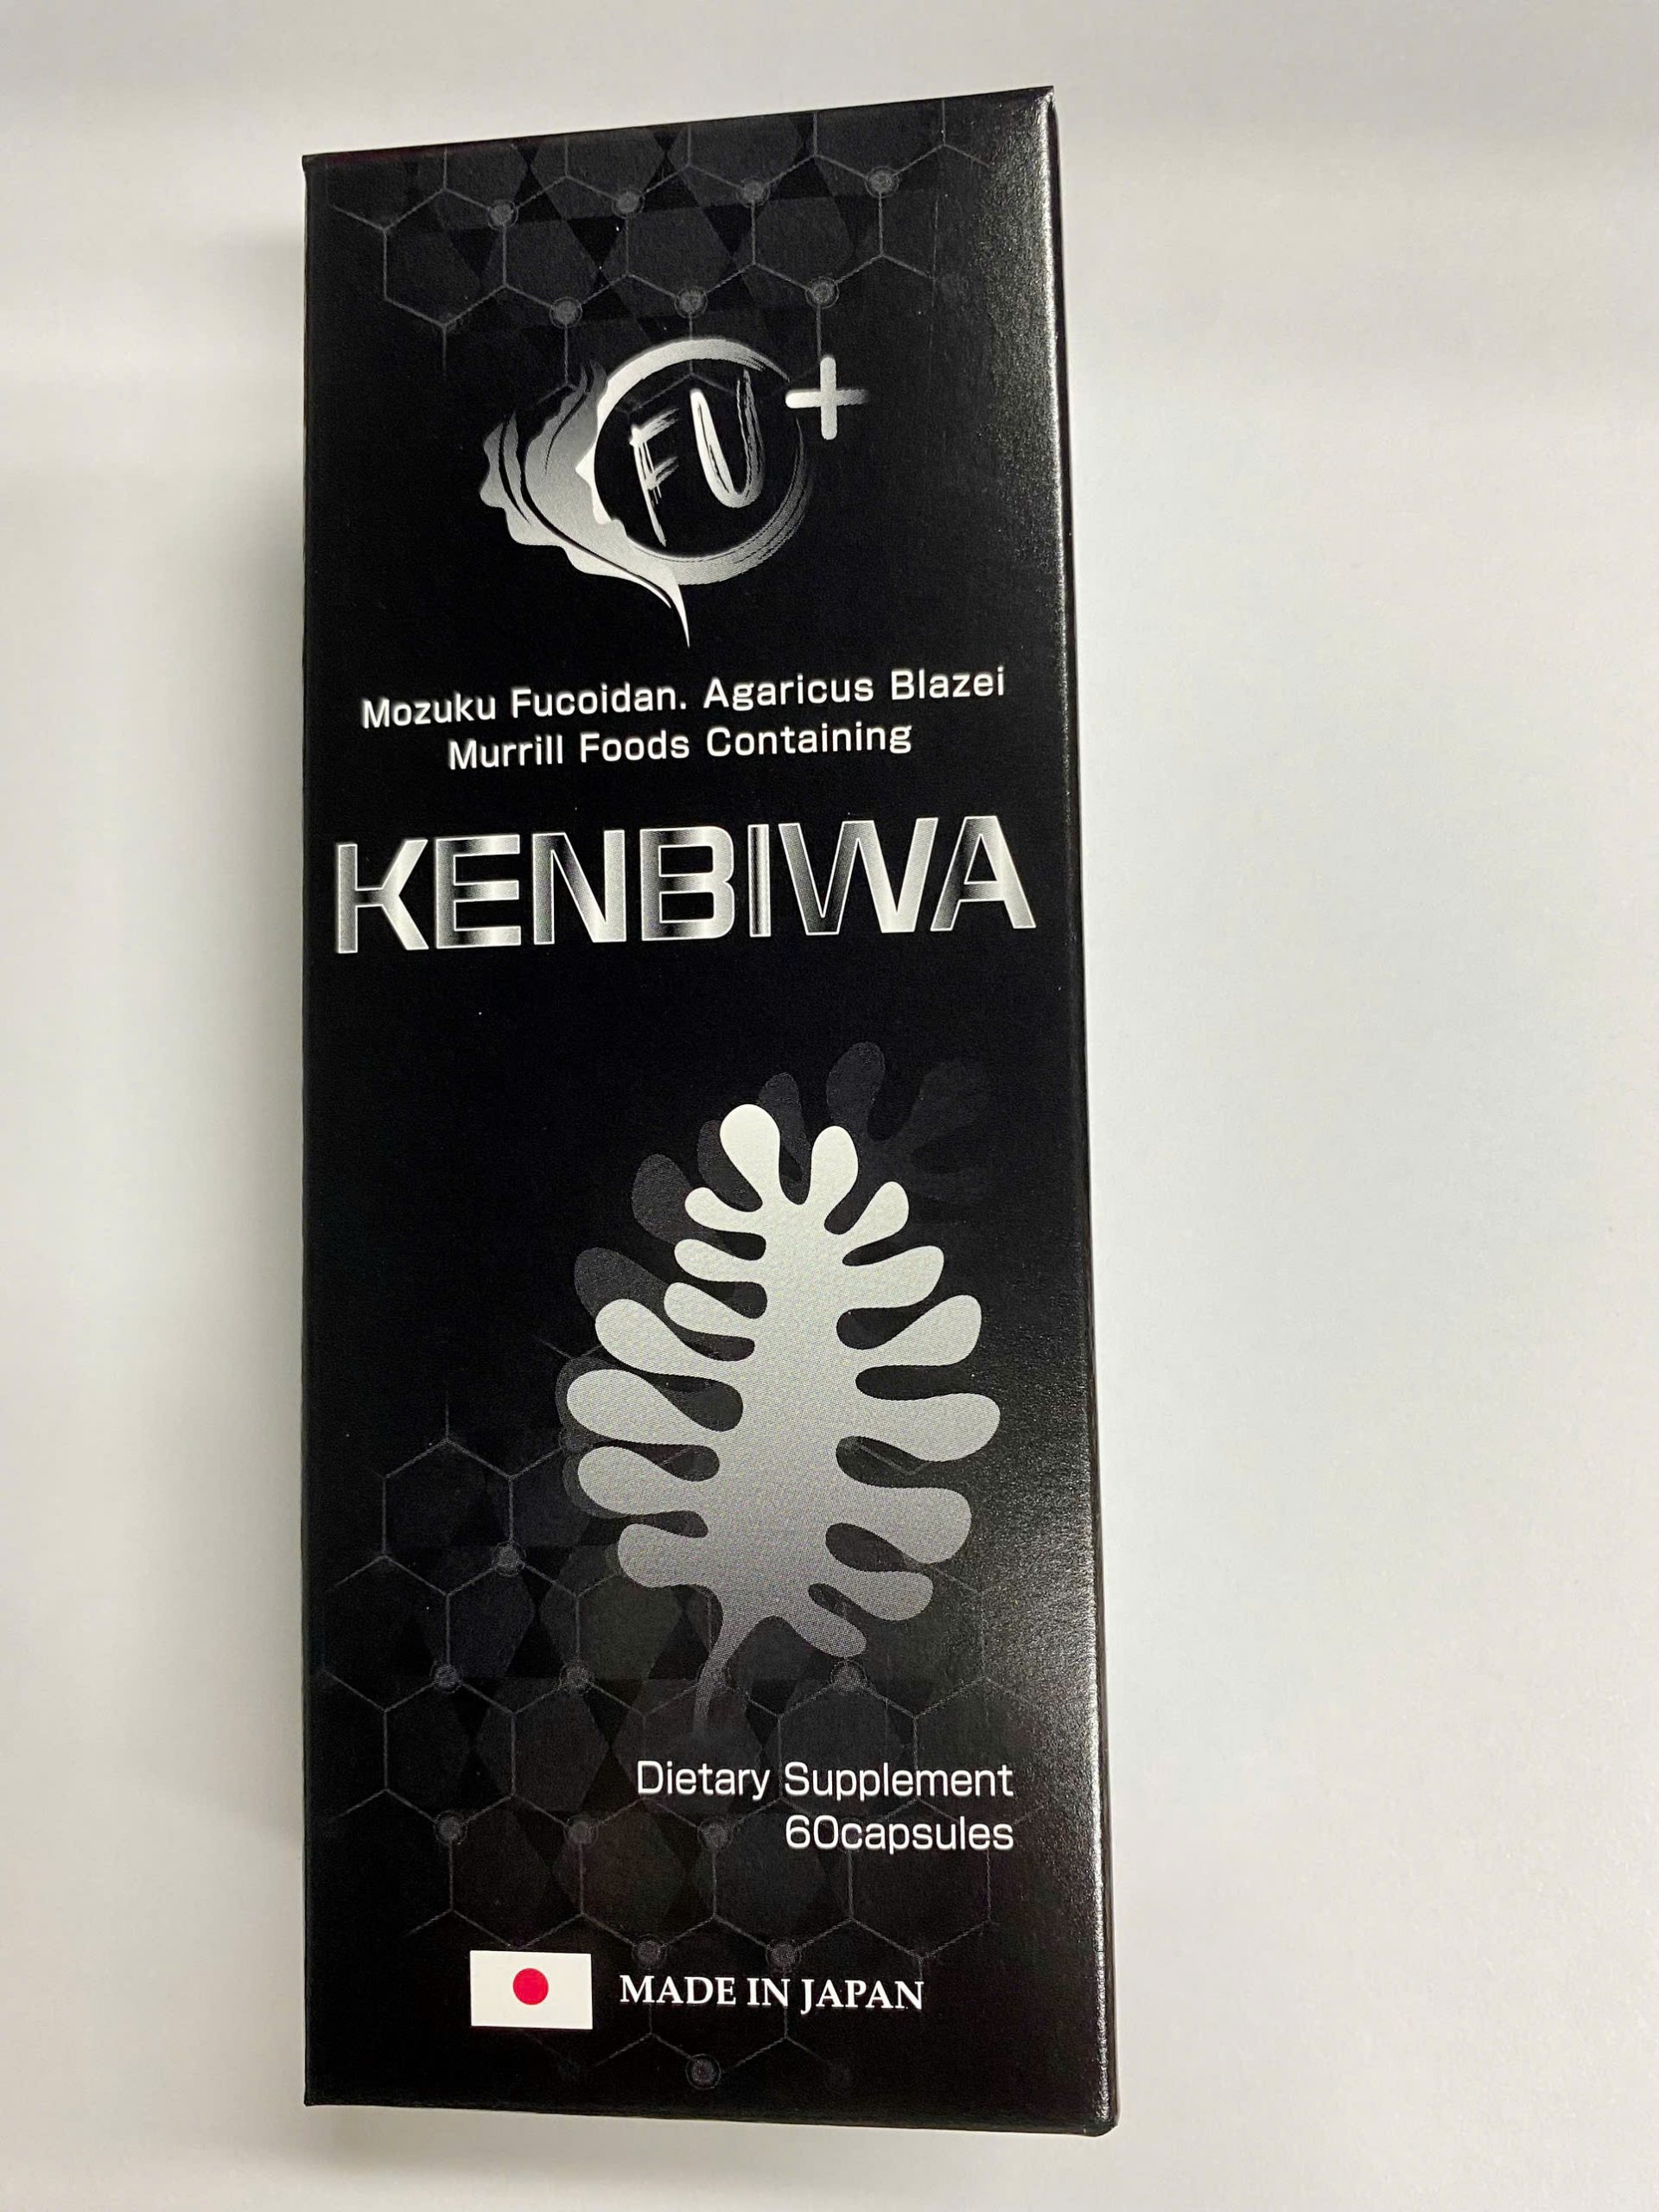 FU+
Mozuku Fucoidan. Agaricus Blazei
Murrill Foods Containing
KENBIWA
Dietary Supplement
60capsules
MADE IN JAPAN